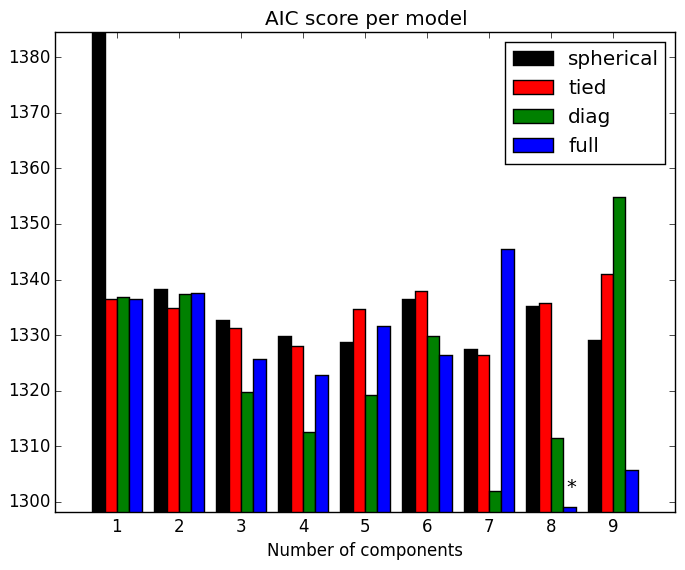 AIC score per model
1380
1370
1360
1350
1340
1330
1320
1310
1300
spherical
tied
diag
full
*
1 2 3 4 5 6 7 8 9
Number of components